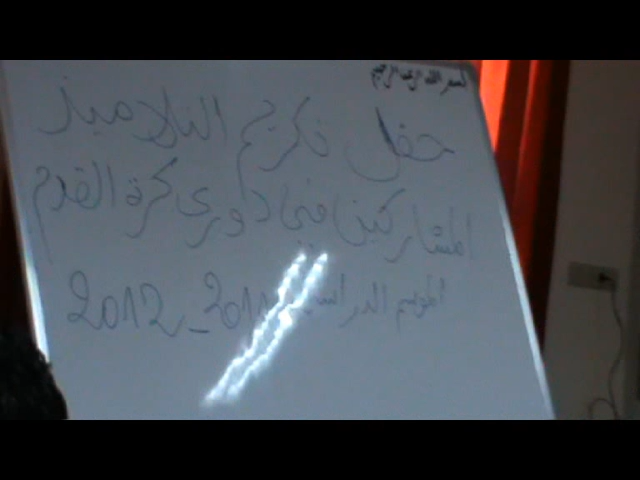 بسم الله الرحمن الرحيم
حفل تكريم التلاميذ
المشاركين في دوري كرة القدم
الموسم الدراسي 2011_2012